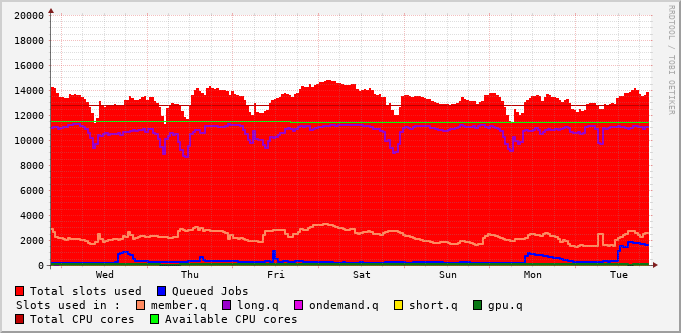 20000
18000
16000
14000
12000
10000
8000
6000
4000
2000
0
Wed Thu Fri Sat Sun Mon Tue
RRDTOOL / TOBI OETIKER
Total slots used Queued Jobs
Slots used in : member.q long.q ondemand.q short.q gpu.q
Total CPU cores Available CPU cores